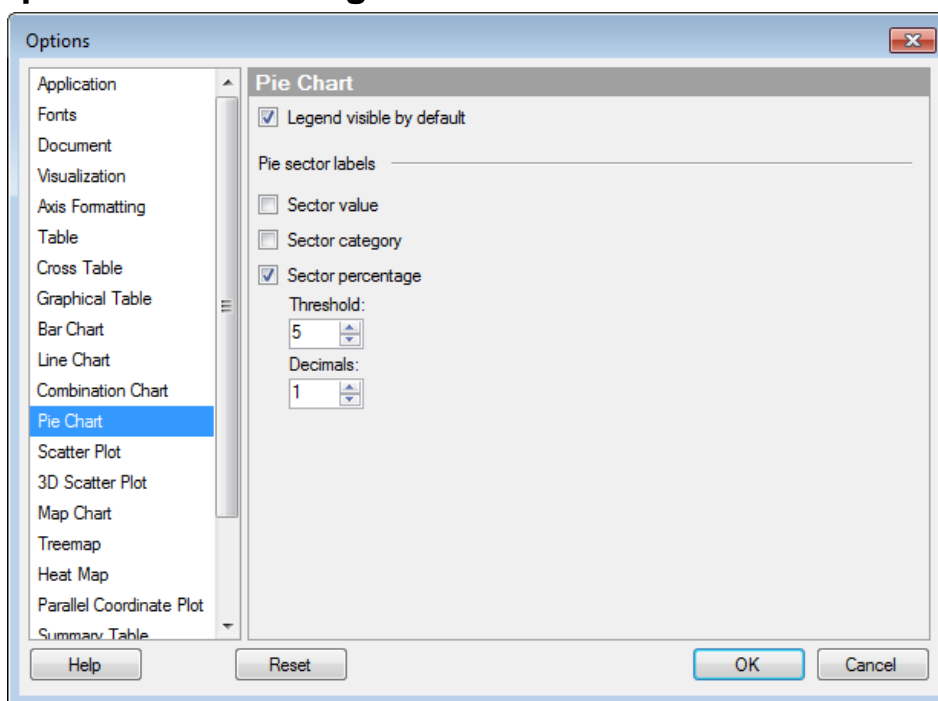 Options
Application
Fonts
Document
Visualization
Axis Formatting
Table
Cross Table
Graphical Table
Bar Chart
Line Chart
Combination Chart
Pie Chart
Scatter Plot
3D Scatter Plot
Map Chart
Treemap
Heat Map
Parallel Coordinate Plot
Summary Table
Pie Chart
Legend visible by default
Pie sector labels
Sector value
Sector category
Sector percentage
Threshold:
5
Decimals:
1
Help
Reset
OK
Cancel